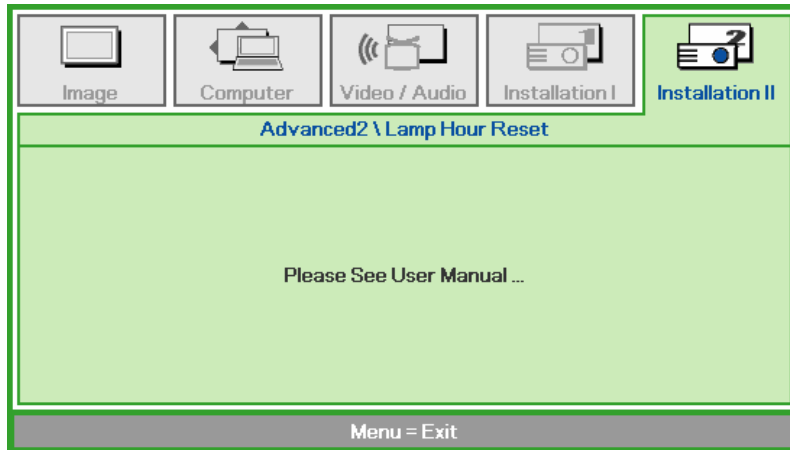 Image
Computer
Video / Audio
Installation I
Installation II
Advanced2 \ Lamp Hour Reset
Please See User Manual ...
Menu = Exit